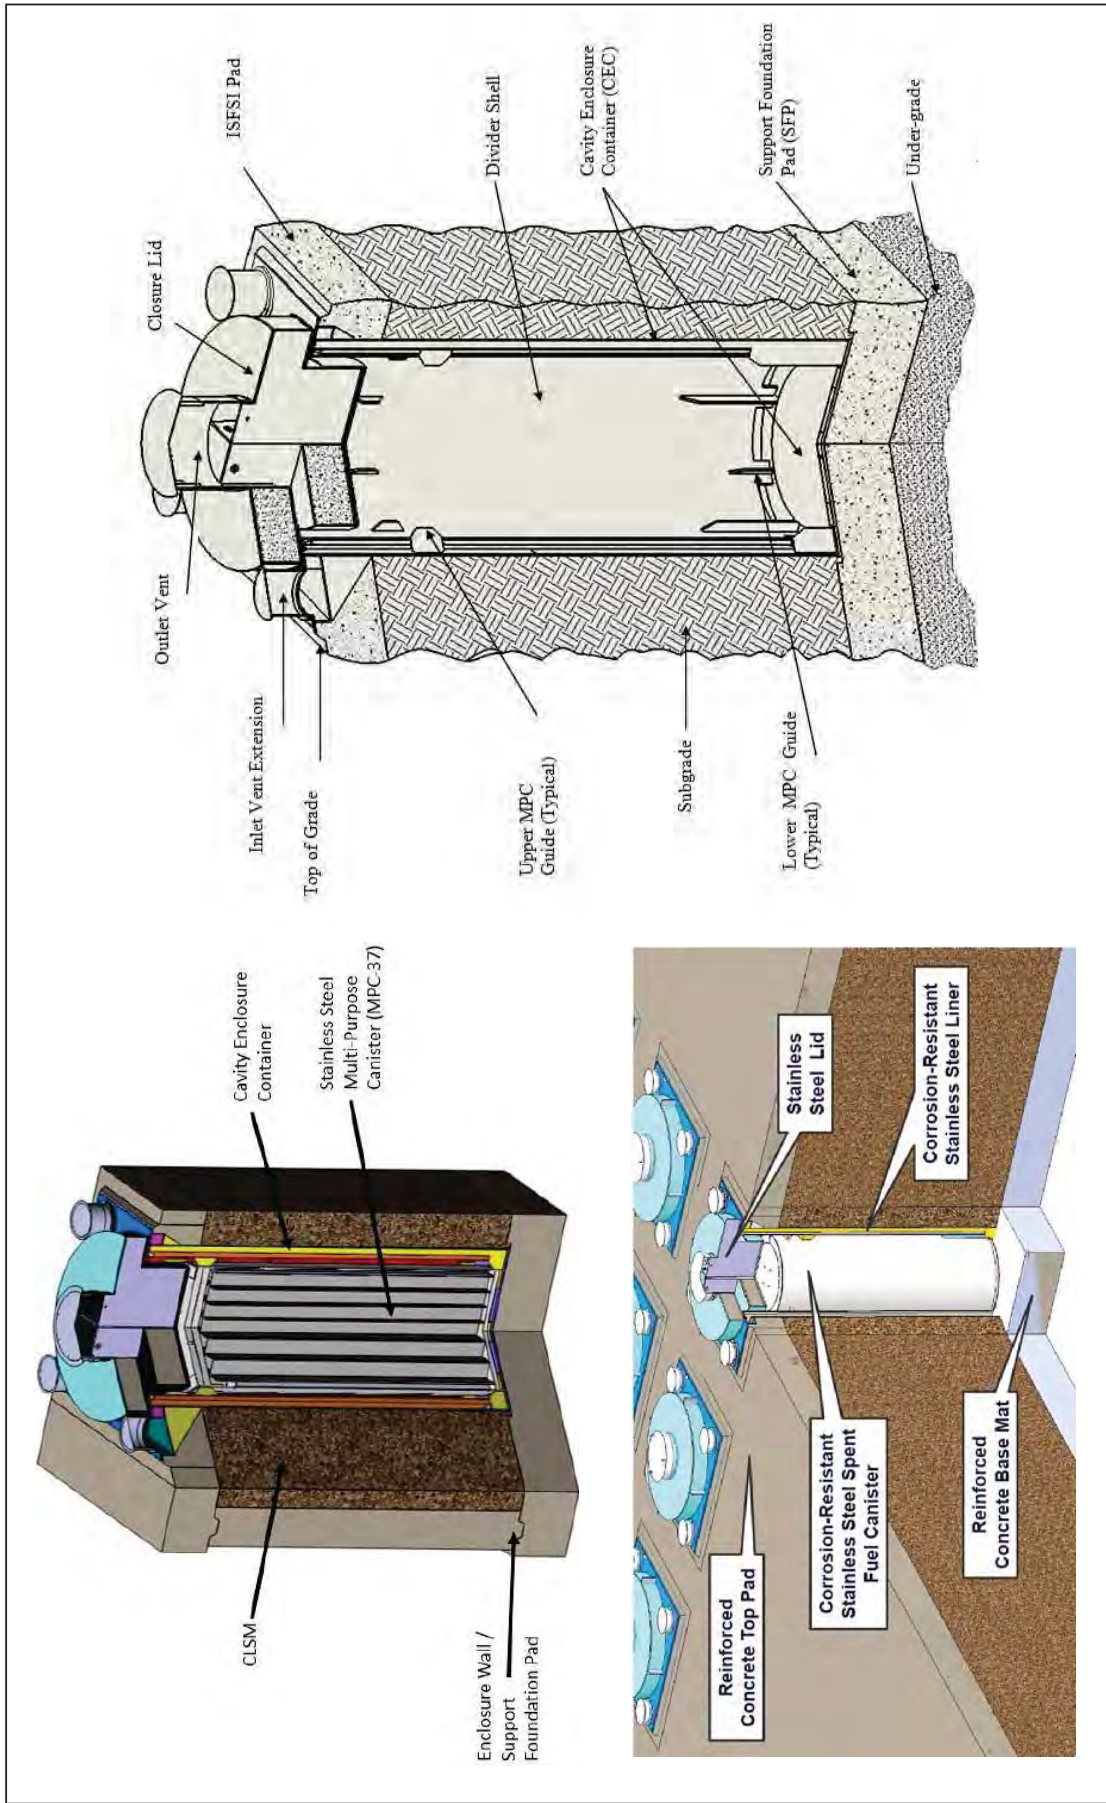 Cavity Enclosure
Container
Stainless Steel
Multi-Purpose
Canister (MPC-37)
CLSM
Enclosure Wall /
Support
Foundation Pad
Outlet Vent
Closure Lid
ISFSI Pad
Inlet Vent Extension
Top of Grade
Divider Shell
Upper MPC
Guide (Typical)
Cavity Enclosure
Container (CEC)
Subgrade
Support Foundation
Pad (SFP)
Lower MPC Guide
(Typical)
Under-grade
Reinforced
Concrete Top Pad
Stainless
Steel Lid
Corrosion-Resistant
Stainless Steel Spent
Fuel Canister
Corrosion-Resistant
Stainless Steel Liner
Reinforced
Concrete Base Mat